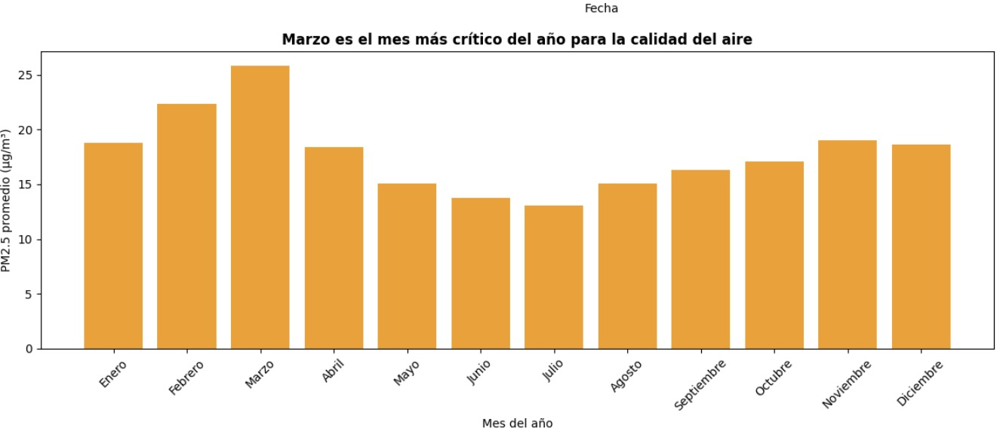 Fecha
Marzo es el mes más crítico del año para la calidad del aire
25
20
15
10
5
0
PM2.5 promedio (µg/m³)
Enero
Febrero
Marzo
Abril
Mayo
Junio
Julio
Agosto
Septiembre
Octubre
Noviembre
Diciembre
Mes del año